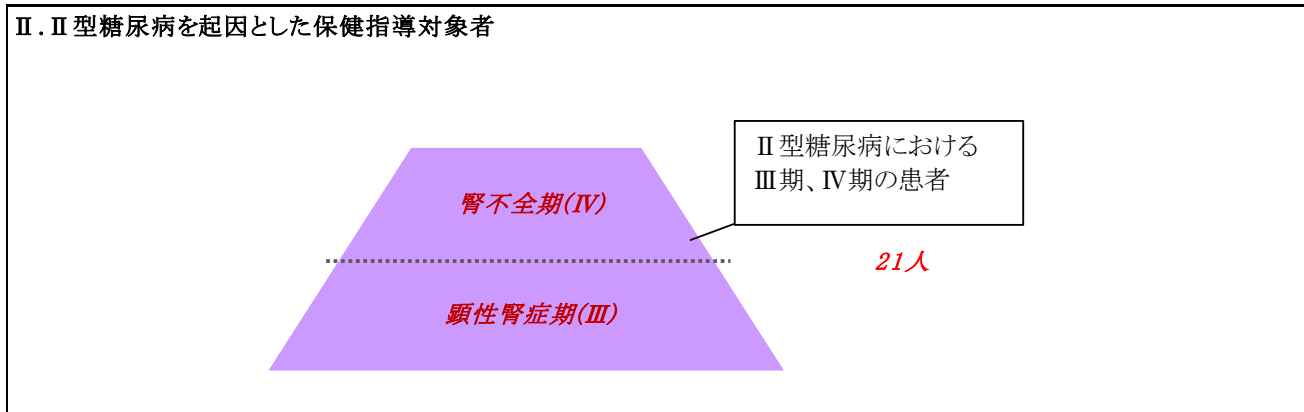 Ⅱ.Ⅱ型糖尿病を起因とした保健指導対象者
Ⅱ型糖尿病における
Ⅲ期、Ⅳ期の患者
腎不全期(Ⅳ)
21人
顕性腎症期(Ⅲ)